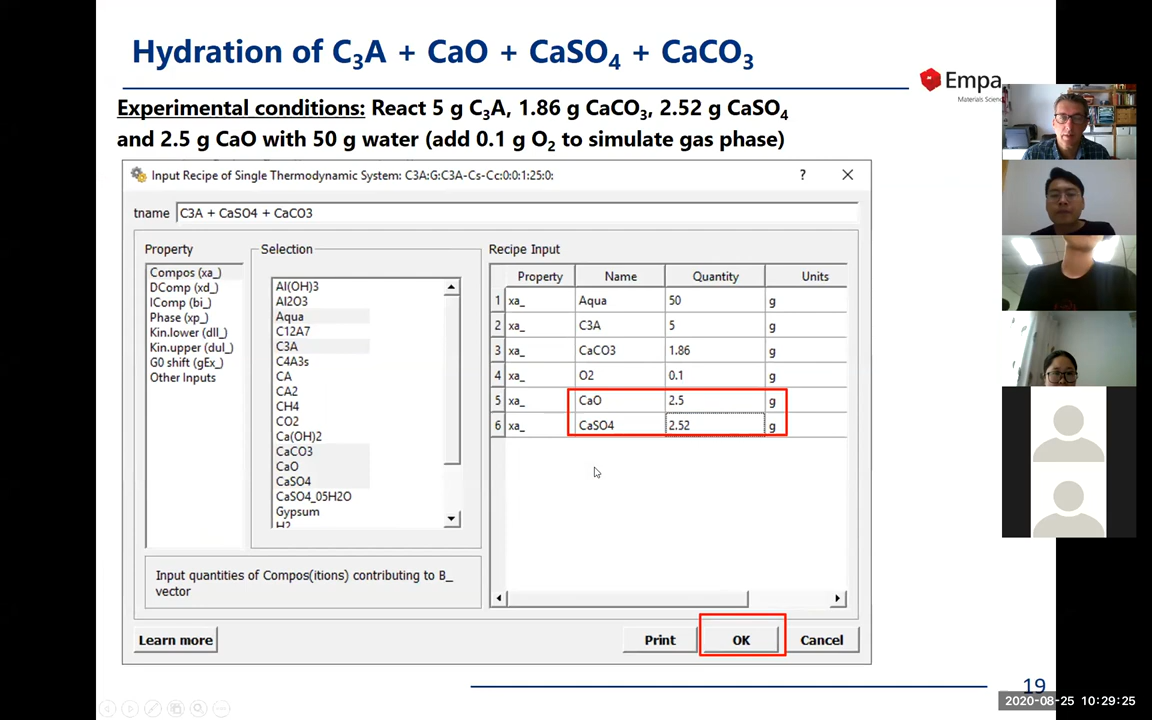 Hydration of C3A + CaO + CaSO4 + CaCO3
Empa
Materials Scienc
Experimental conditions: React 5 g C3A, 1.86 g CaCO3, 2.52 g CaSO4
and 2.5 g CaO with 50 g water (add 0.1 g O2 to simulate gas phase)
Input Recipe of Single Thermodynamic System: C3A:G:C3A-Cs-Cc:0:0:1:25:0:
?
tname C3A + CaSO4 + CaCO3
Property
Compos (xa_)
DComp (xd_)
IComp (bi_)
Phase (xp_)
Kin.lower (dll_)
Kin.upper (dul_)
G0 shift (gEx_)
Other Inputs
Selection
Al(OH)3
Al2O3
Aqua
C12A7
C3A
C4A3s
CA
CA2
CH4
CO2
Ca(OH)2
CaCO3
CaO
CaSO4
CaSO4_05H2O
Gypsum
H2
Recipe Input
Property Name Quantity Units
1 xa_ Aqua 50 g
2 xa_ C3A 5 g
3 xa_ CaCO3 1.86 g
4 xa_ O2 0.1 g
5 xa_ CaO 2.5 g
6 xa_ CaSO4 2.52 g
Input quantities of Compos(itions) contributing to B_
vector
Learn more
Print
OK
Cancel
19
2020-08-25 10:29:25